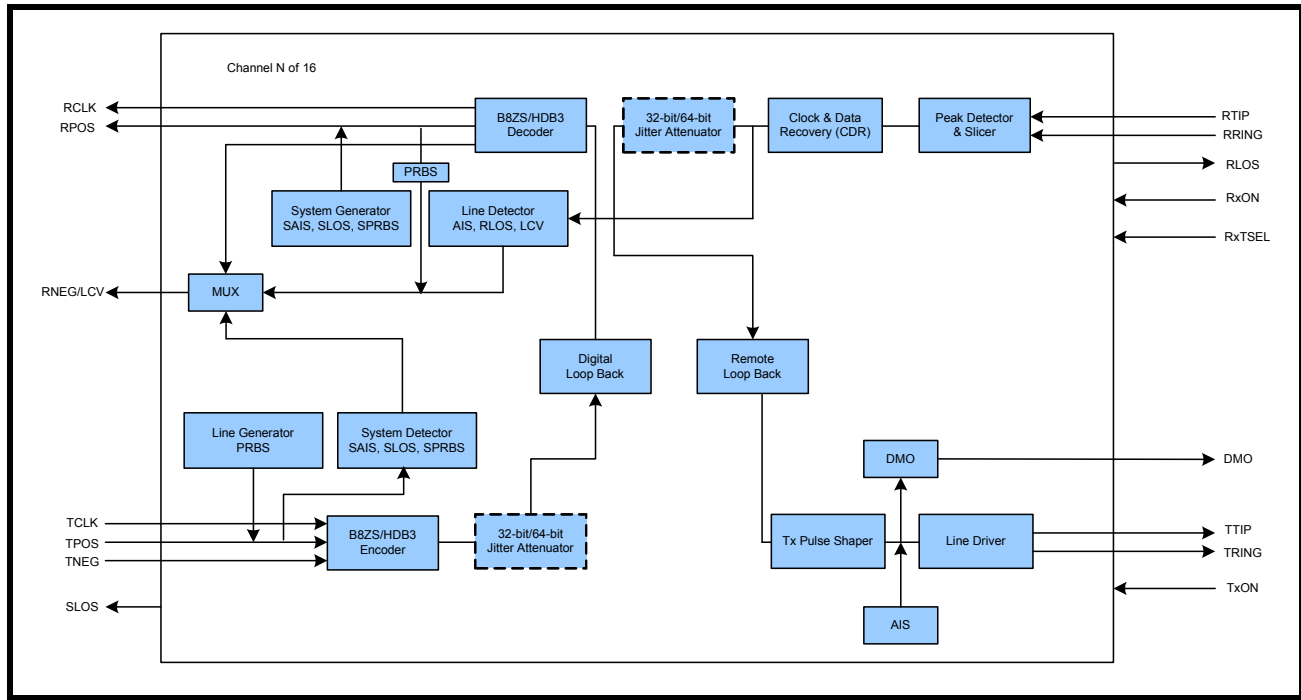 Channel N of 16
RCLK
RPOS
B8ZS/HDB3
Decoder
32-bit/64-bit
Jitter Attenuator
Clock & Data
Recovery (CDR)
Peak Detector
& Slicer
RTIP
RRING
RLOS
RxON
RxTSEL
PRBS
System Generator
SAIS, SLOS, SPRBS
Line Detector
AIS, RLOS, LCV
RNEG/LCV
MUX
Digital
Loop Back
Remote
Loop Back
Line Generator
PRBS
System Detector
SAIS, SLOS, SPRBS
DMO
DMO
TCLK
TPOS
TNEG
B8ZS/HDB3
Encoder
32-bit/64-bit
Jitter Attenuator
Tx Pulse Shaper
Line Driver
TTIP
TRING
TxON
SLOS
AIS